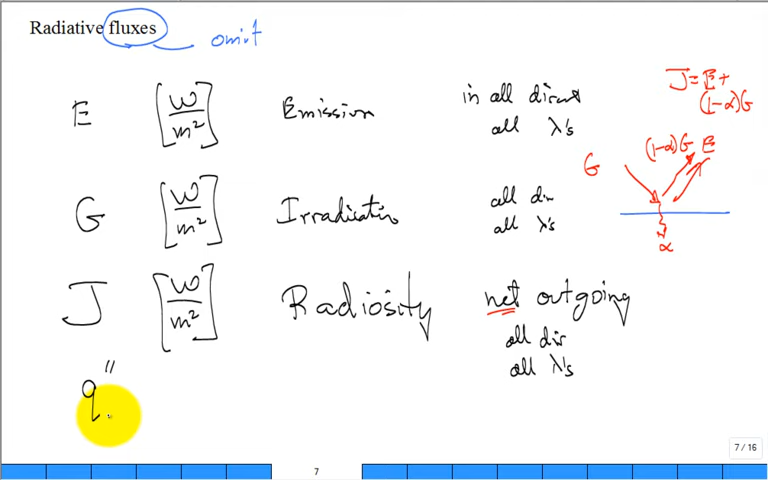 Radiative fluxes
omit
E [W/m²] Emission in all direct
all λ's
J = E +
(1-α)G
G (1-α)G E
α
G [W/m²] Irradiation all dir
all λ's
J [W/m²] Radiosity net outgoing
all dir
all λ's
q"
7 / 16
7